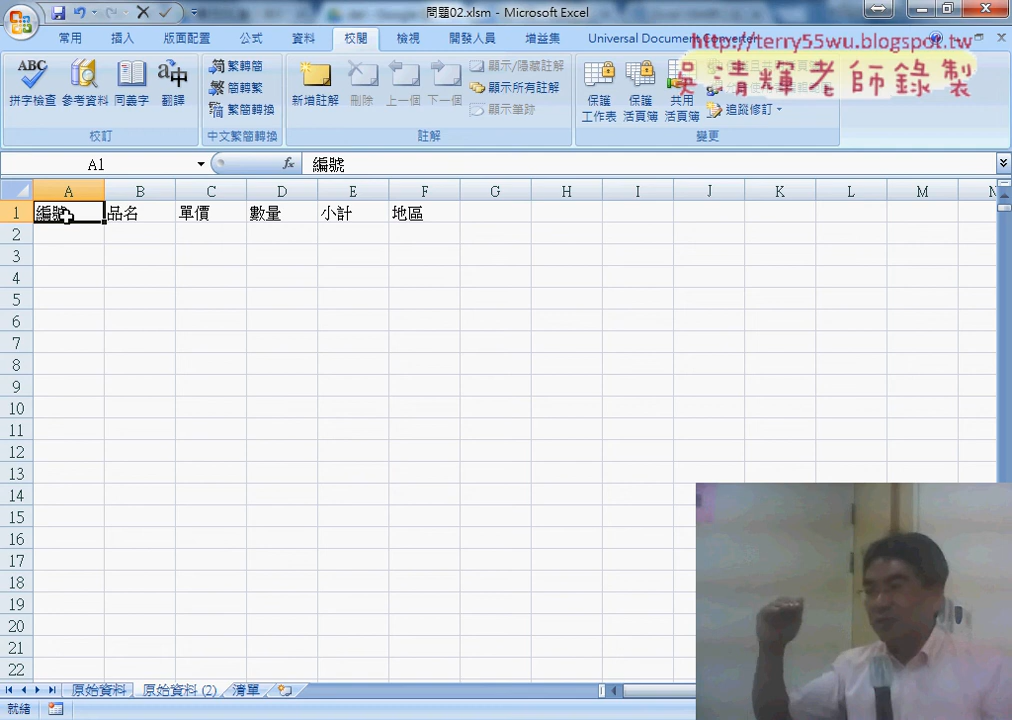 問題02.xlsm - Microsoft Excel
常用 插入 版面配置 公式 資料 校閱 檢視 開發人員 增益集 Universal Document Converter
http://terry55wu.blogspot.tw
吳清輝老師錄製
ABC
拼字檢查 參考資料 同義字 翻譯
繁轉簡
簡轉繁
繁簡轉換
新增註解 刪除 上一個 下一個
顯示/隱藏註解
顯示所有註解
顯示筆跡
保護工作表 保護活頁簿 共用活頁簿
追蹤修訂
校訂 中文繁簡轉換 註解 變更
A1 fx 編號
A B C D E F G H I J K L M N
1 編號 品名 單價 數量 小計 地區
2
3
4
5
6
7
8
9
10
11
12
13
14
15
16
17
18
19
20
21
22
原始資料 原始資料 (2) 清單
就緒